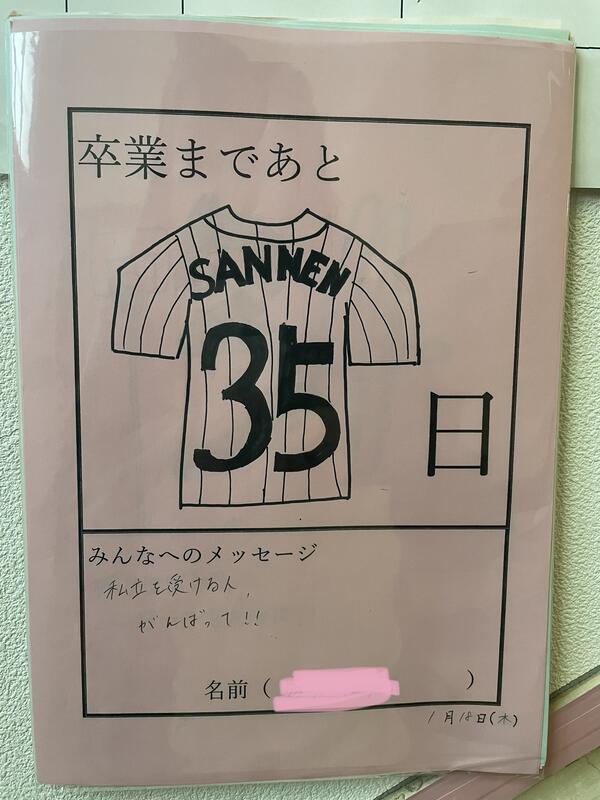 卒業まであと
SANNEN
35
日
みんなへのメッセージ
私立を受ける人,
がんばって!!
名前( )
1月18日(木)